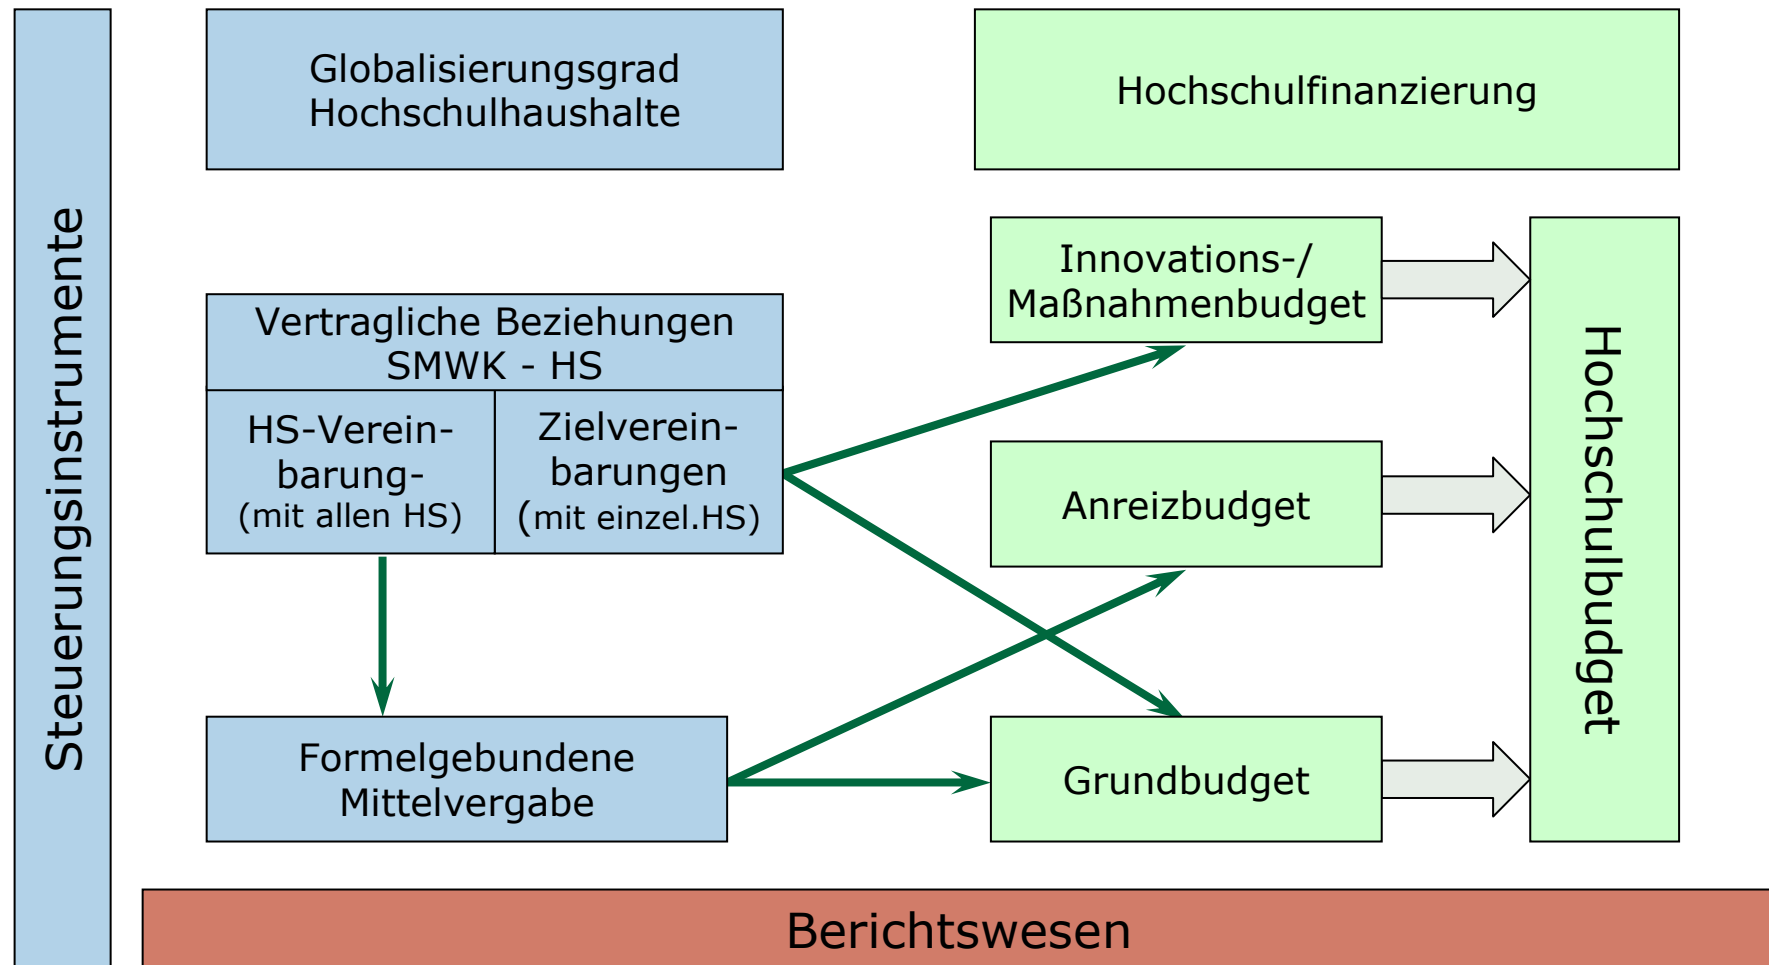 Steuerungsinstrumente
Globalisierungsgrad
Hochschulhaushalte
Hochschulfinanzierung
Vertragliche Beziehungen
SMWK - HS
HS-Verein-
barung-
(mit allen HS)
Zielverein-
barungen
(mit einzel.HS)
Formelgebundene
Mittelvergabe
Innovations-/
Maßnahmenbudget
Anreizbudget
Grundbudget
Hochschulbudget
Berichtswesen